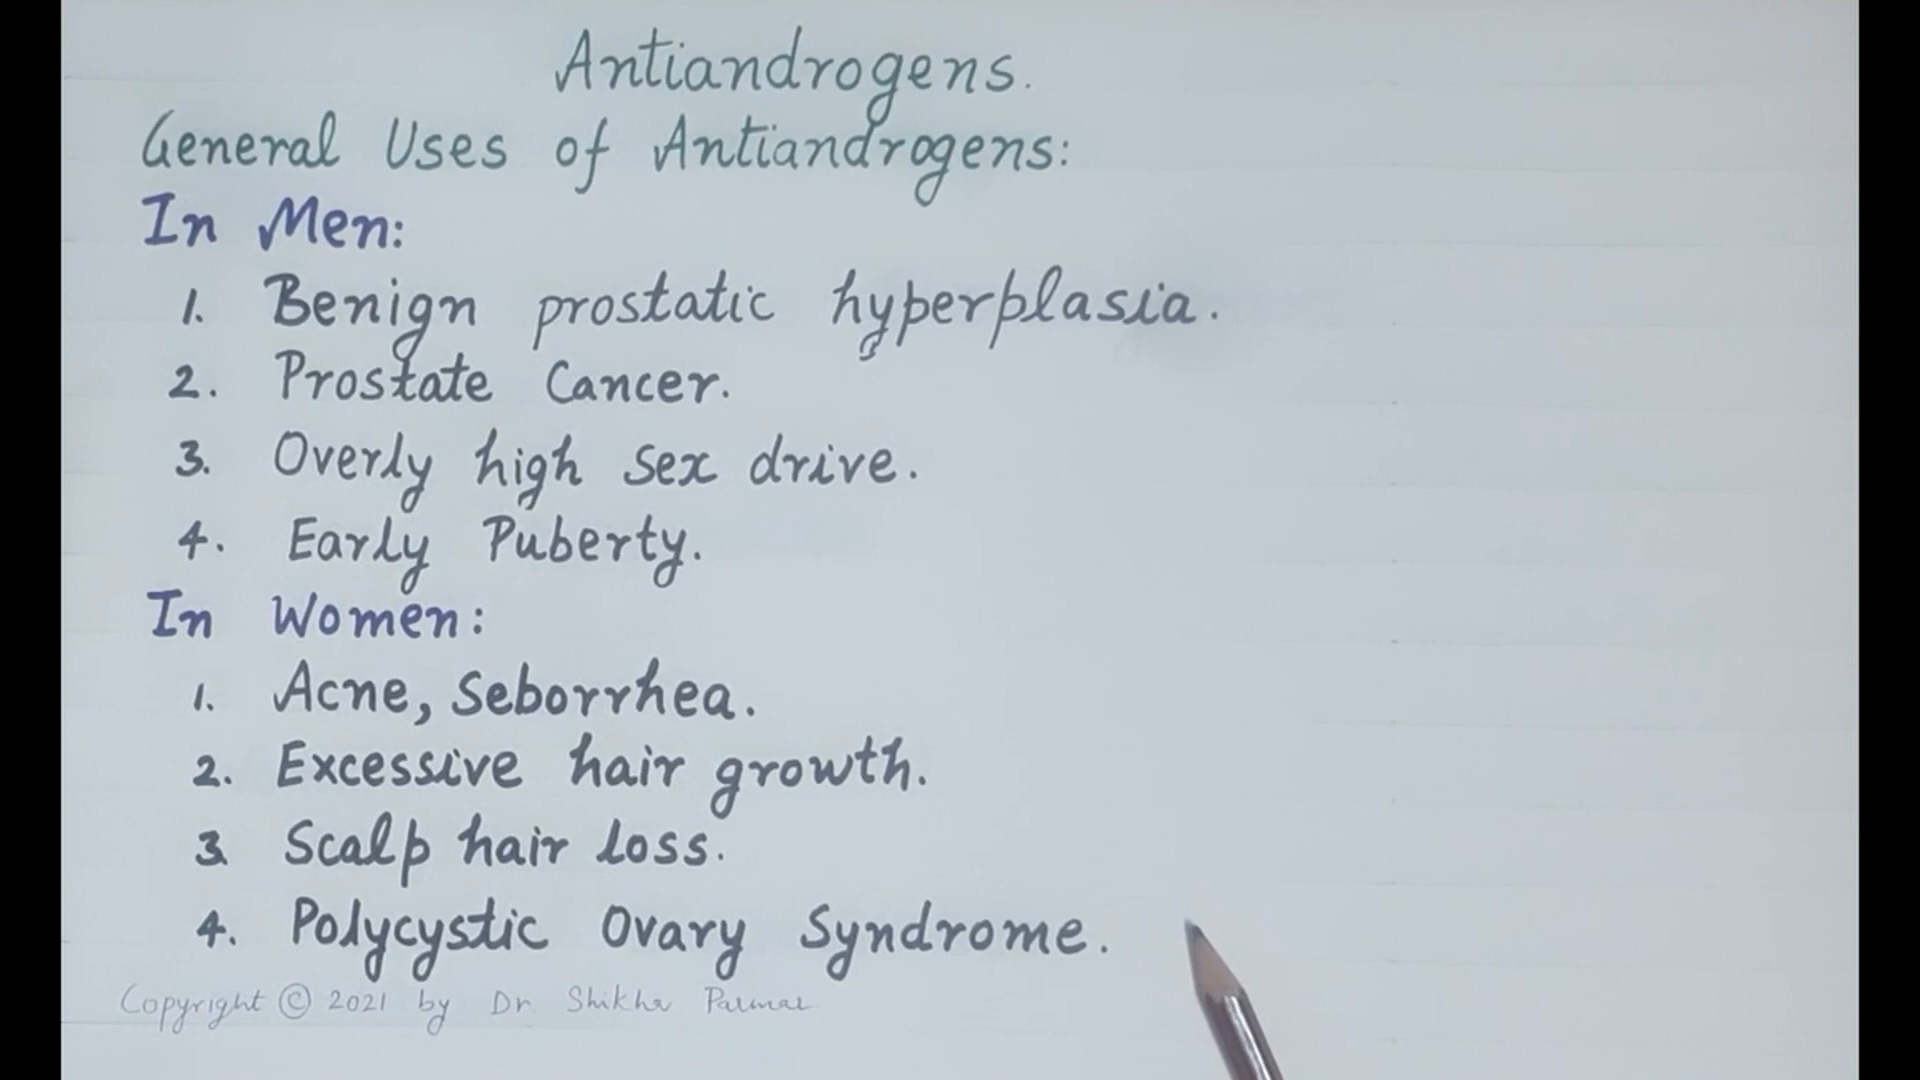 Antiandrogens.
General Uses of Antiandrogens:
In Men:
1. Benign prostatic hyperplasia.
2. Prostate Cancer.
3. Overly high sex drive.
4. Early Puberty.
In Women:
1. Acne, Seborrhea.
2. Excessive hair growth.
3. Scalp hair loss.
4. Polycystic Ovary Syndrome.
Copyright © 2021 by Dr Shikha Parmar